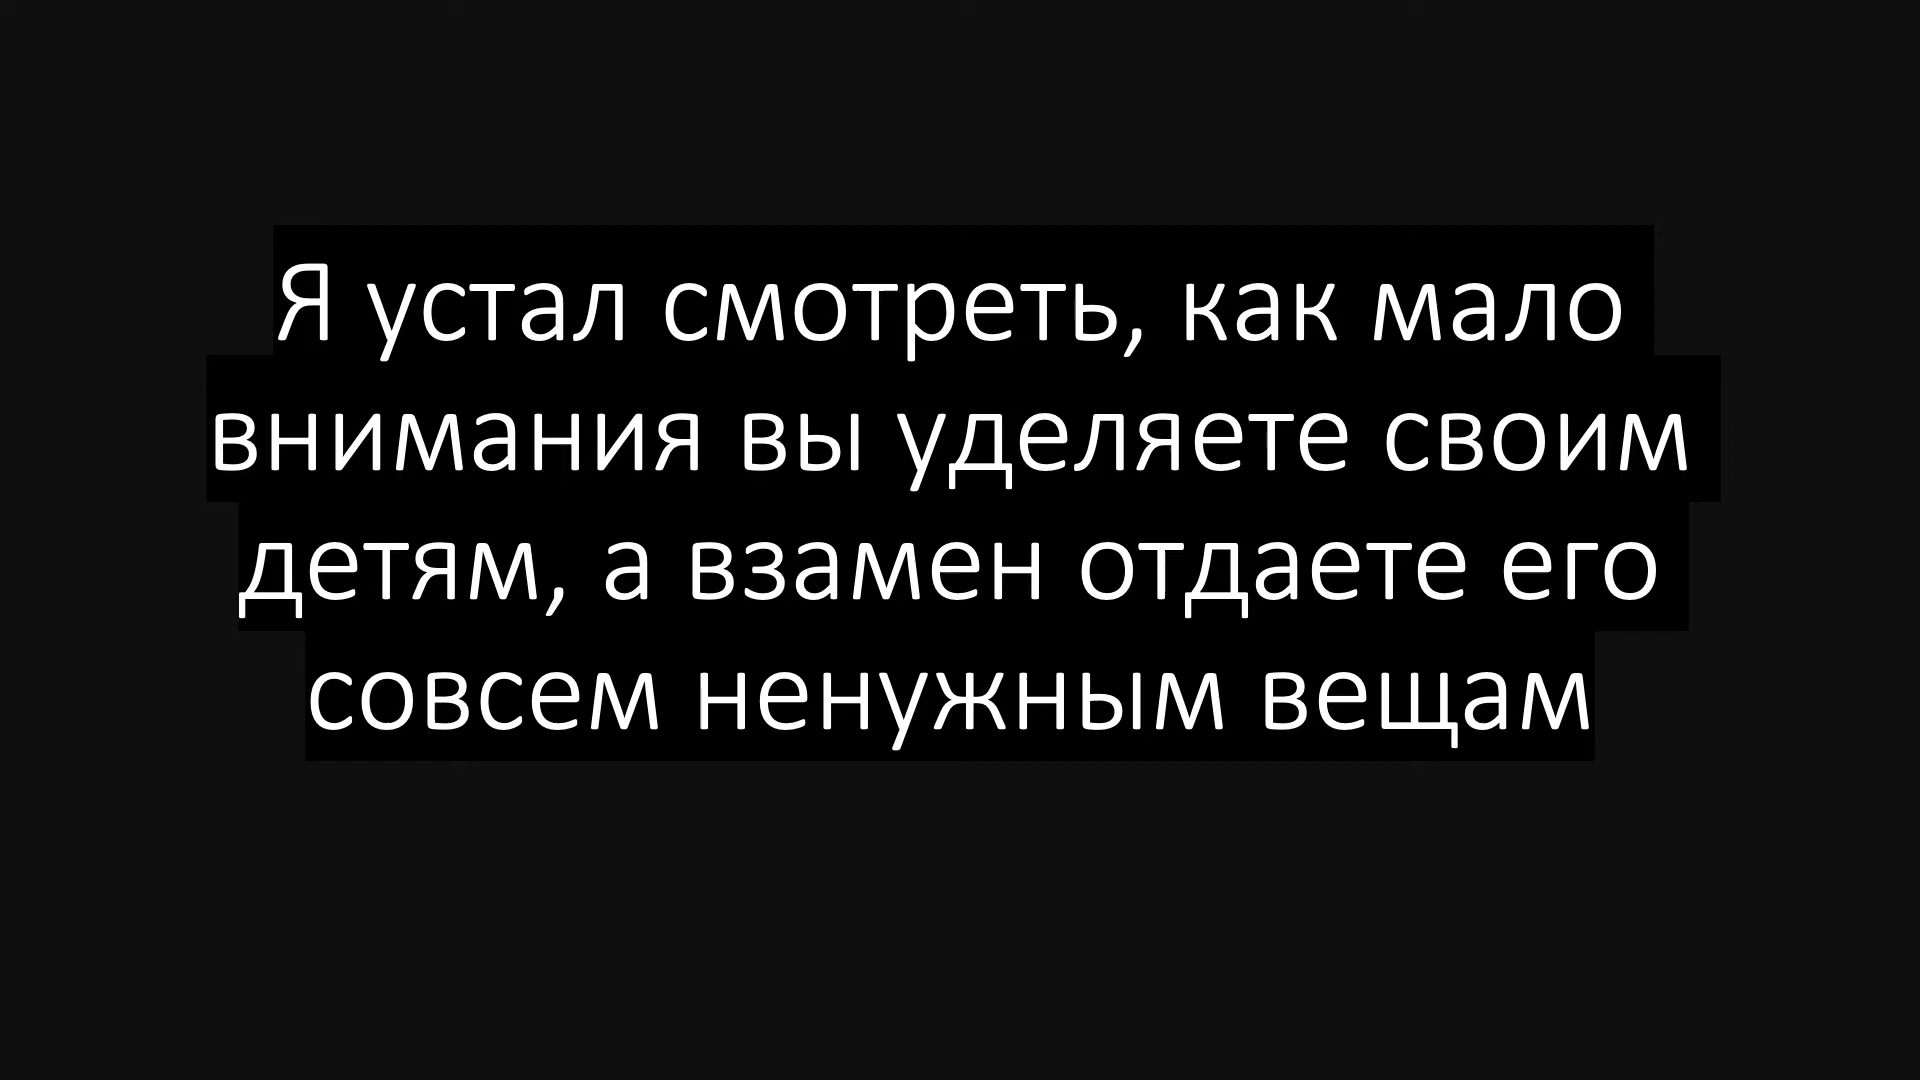 Я устал смотреть, как мало
внимания вы уделяете своим
детям, а взамен отдаете его
совсем ненужным вещам